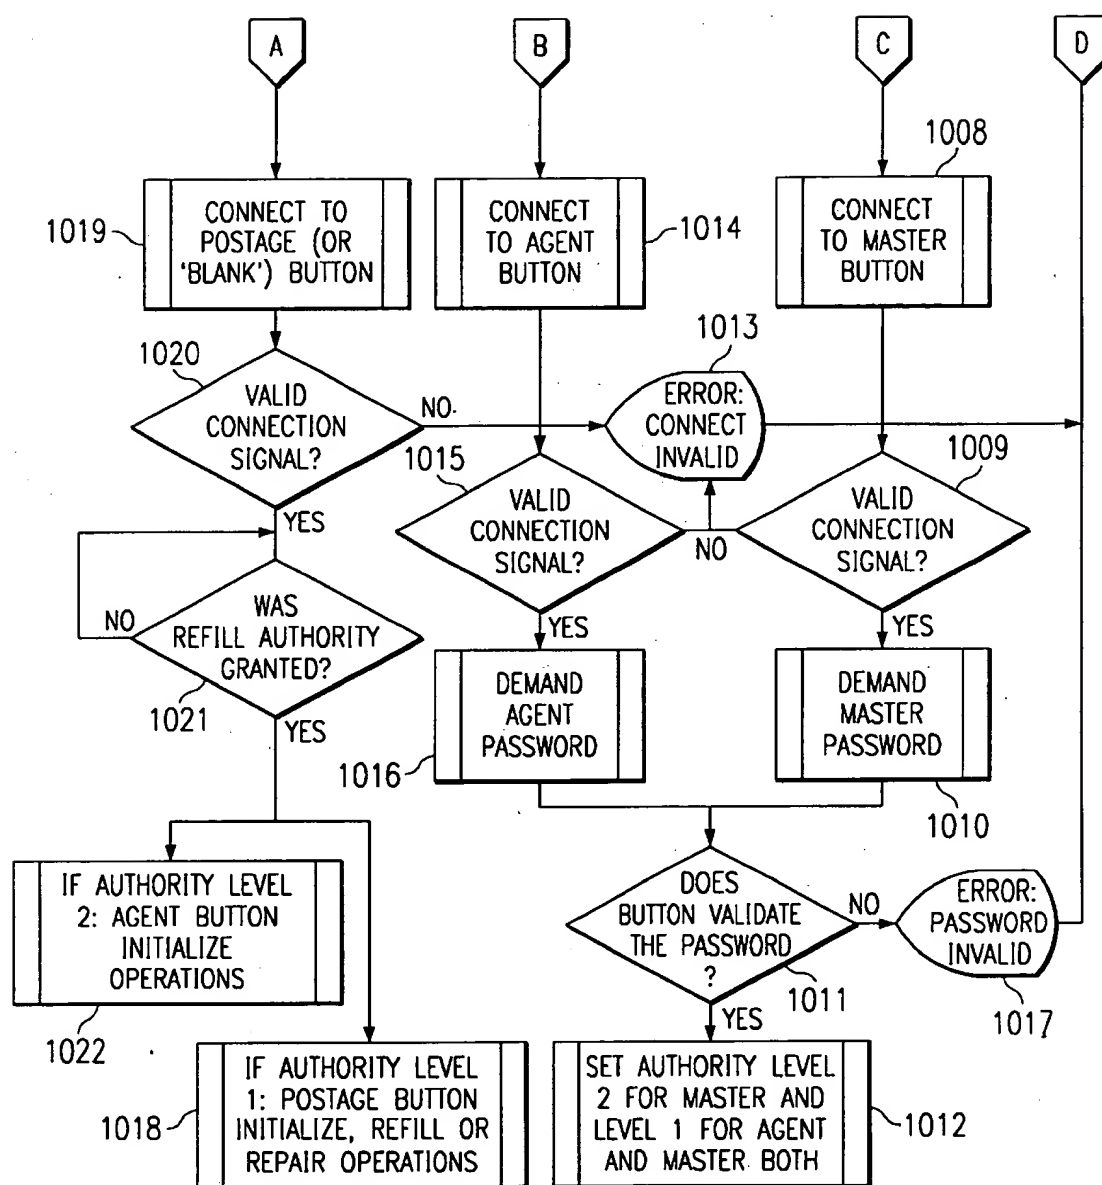 A
B
C
D
1008
1019
CONNECT TO
POSTAGE (OR
'BLANK') BUTTON
CONNECT
TO AGENT
BUTTON
1014
CONNECT
TO MASTER
BUTTON
1013
1020
VALID
CONNECTION
SIGNAL?
NO.
ERROR:
CONNECT
INVALID
1015
1009
VALID
CONNECTION
SIGNAL?
NO
VALID
CONNECTION
SIGNAL?
YES
NO
WAS
REFILL AUTHORITY
GRANTED?
YES
YES
1021
YES
DEMAND
AGENT
PASSWORD
DEMAND
MASTER
PASSWORD
1016
1010
IF AUTHORITY LEVEL
2: AGENT BUTTON
INITIALIZE
OPERATIONS
DOES
BUTTON VALIDATE
THE PASSWORD
?
NO
ERROR:
PASSWORD
INVALID
1011
1017
1022
YES
IF AUTHORITY LEVEL
1: POSTAGE BUTTON
INITIALIZE, REFILL OR
REPAIR OPERATIONS
1018
SET AUTHORITY LEVEL
2 FOR MASTER AND
LEVEL 1 FOR AGENT
AND MASTER BOTH
1012